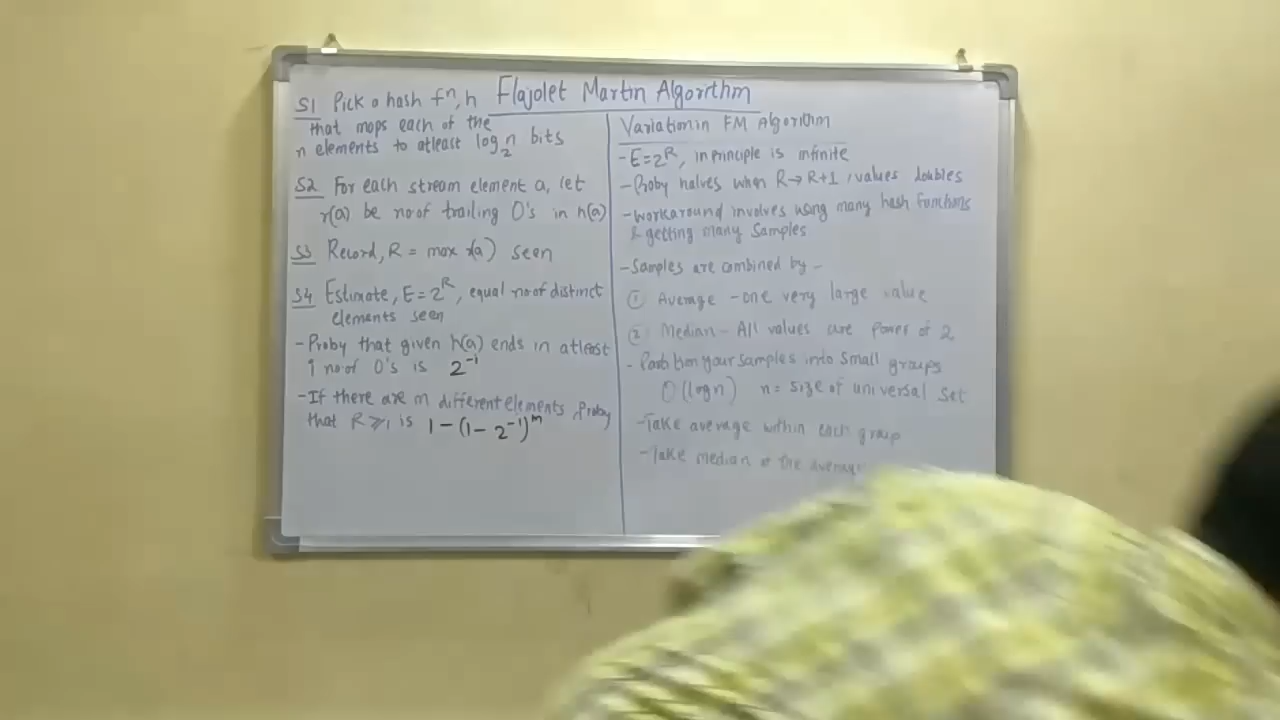 Flajolet Martin Algorithm
S1 Pick a hash fⁿ, h
that maps each of the
n elements to atleast log₂n bits
S2 For each stream element a, let
r(a) be no of trailing 0's in h(a)
S3 Record, R = max r(a) seen
S4 Estimate, E = 2ᴿ, equal no of distinct
elements seen
- Proby that given h(a) ends in atleast
i no of 0's is 2⁻ⁱ
- If there are m different elements, Proby
that R ⩾ i is 1 - (1 - 2⁻ⁱ)ᵐ
Variation in FM Algorithm
- E = 2ᴿ, in principle is infinite
- Proby halves when R → R+1, values doubles
- Workaround involves using many hash functions
& getting many Samples
- Samples are combined by -
① Average - one very large value
② Median - All values are Power of 2
- Partition your samples into small groups
O(log n) n = size of universal set
- Take average within each group
- Take median of the average